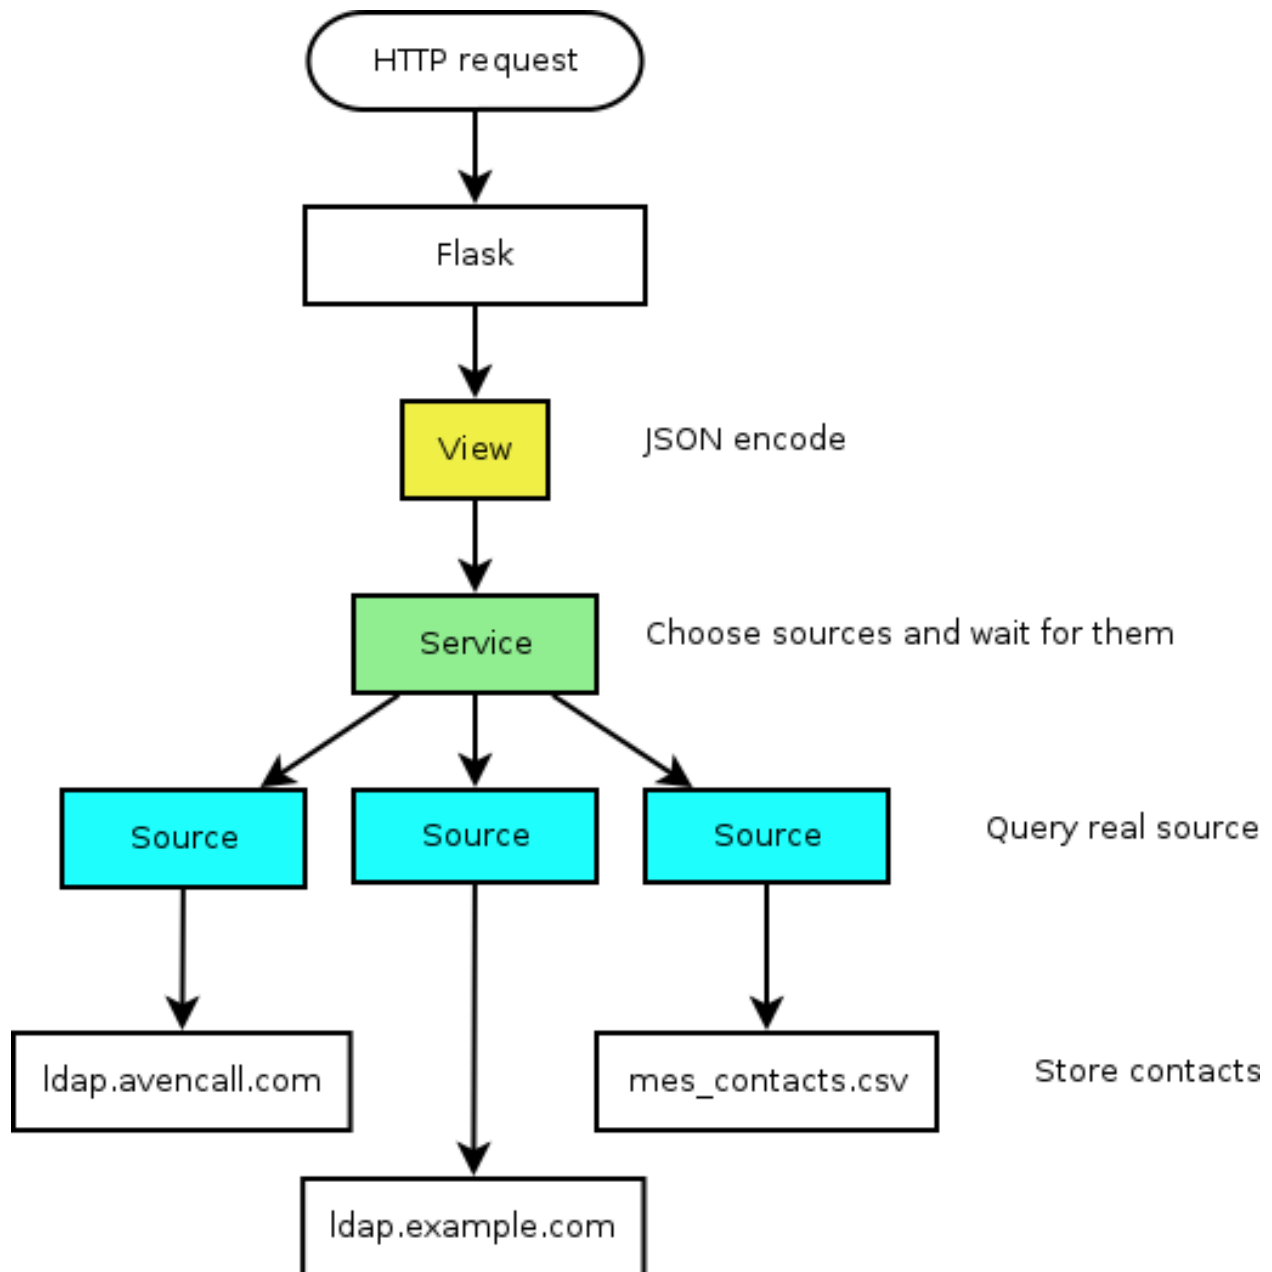 HTTP request
Flask
View
JSON encode
Service
Choose sources and wait for them
Source
Source
Source
Query real source
ldap.avencall.com
mes_contacts.csv
Store contacts
ldap.example.com